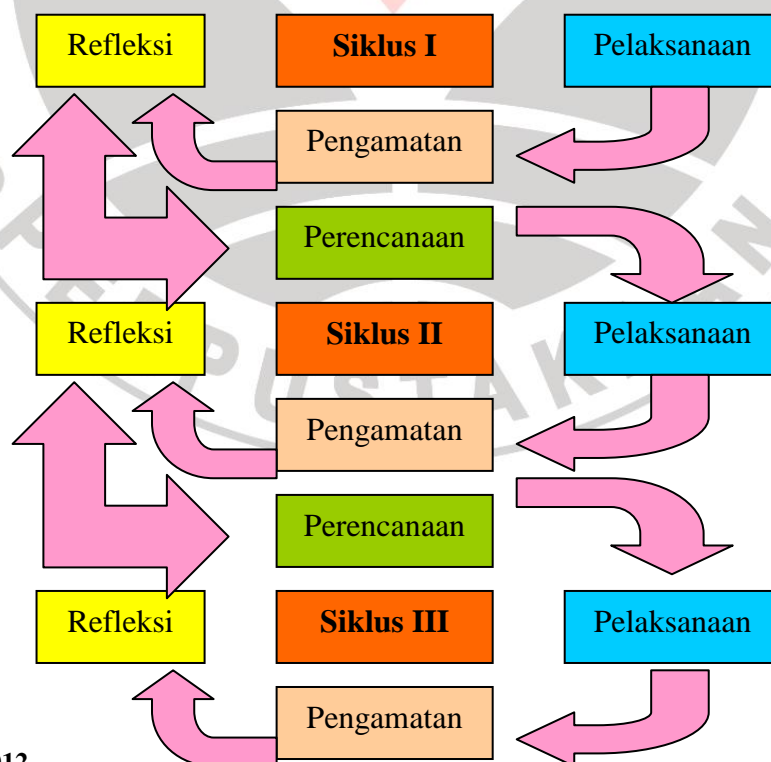 Refleksi Siklus I Pelaksanaan
Pengamatan
Perencanaan
Refleksi Siklus II Pelaksanaan
Pengamatan
Perencanaan
Refleksi Siklus III Pelaksanaan
Pengamatan